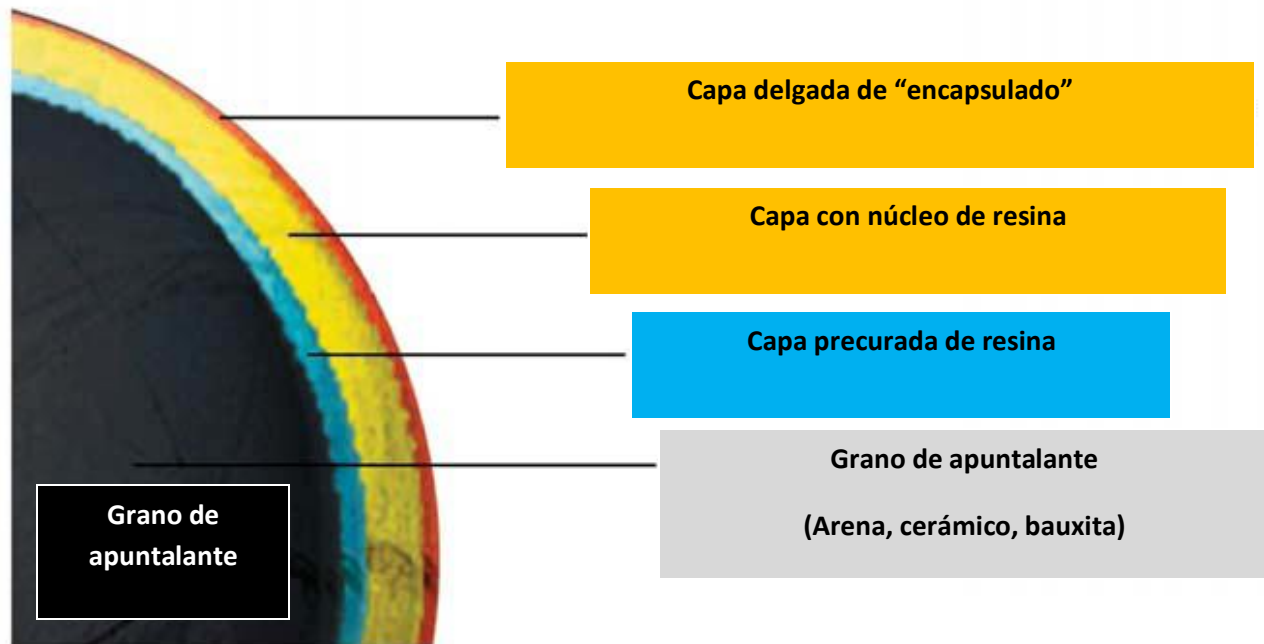 Capa delgada de “encapsulado”
Capa con núcleo de resina
Capa precurada de resina
Grano de apuntalante
(Arena, cerámico, bauxita)
Grano de
apuntalante